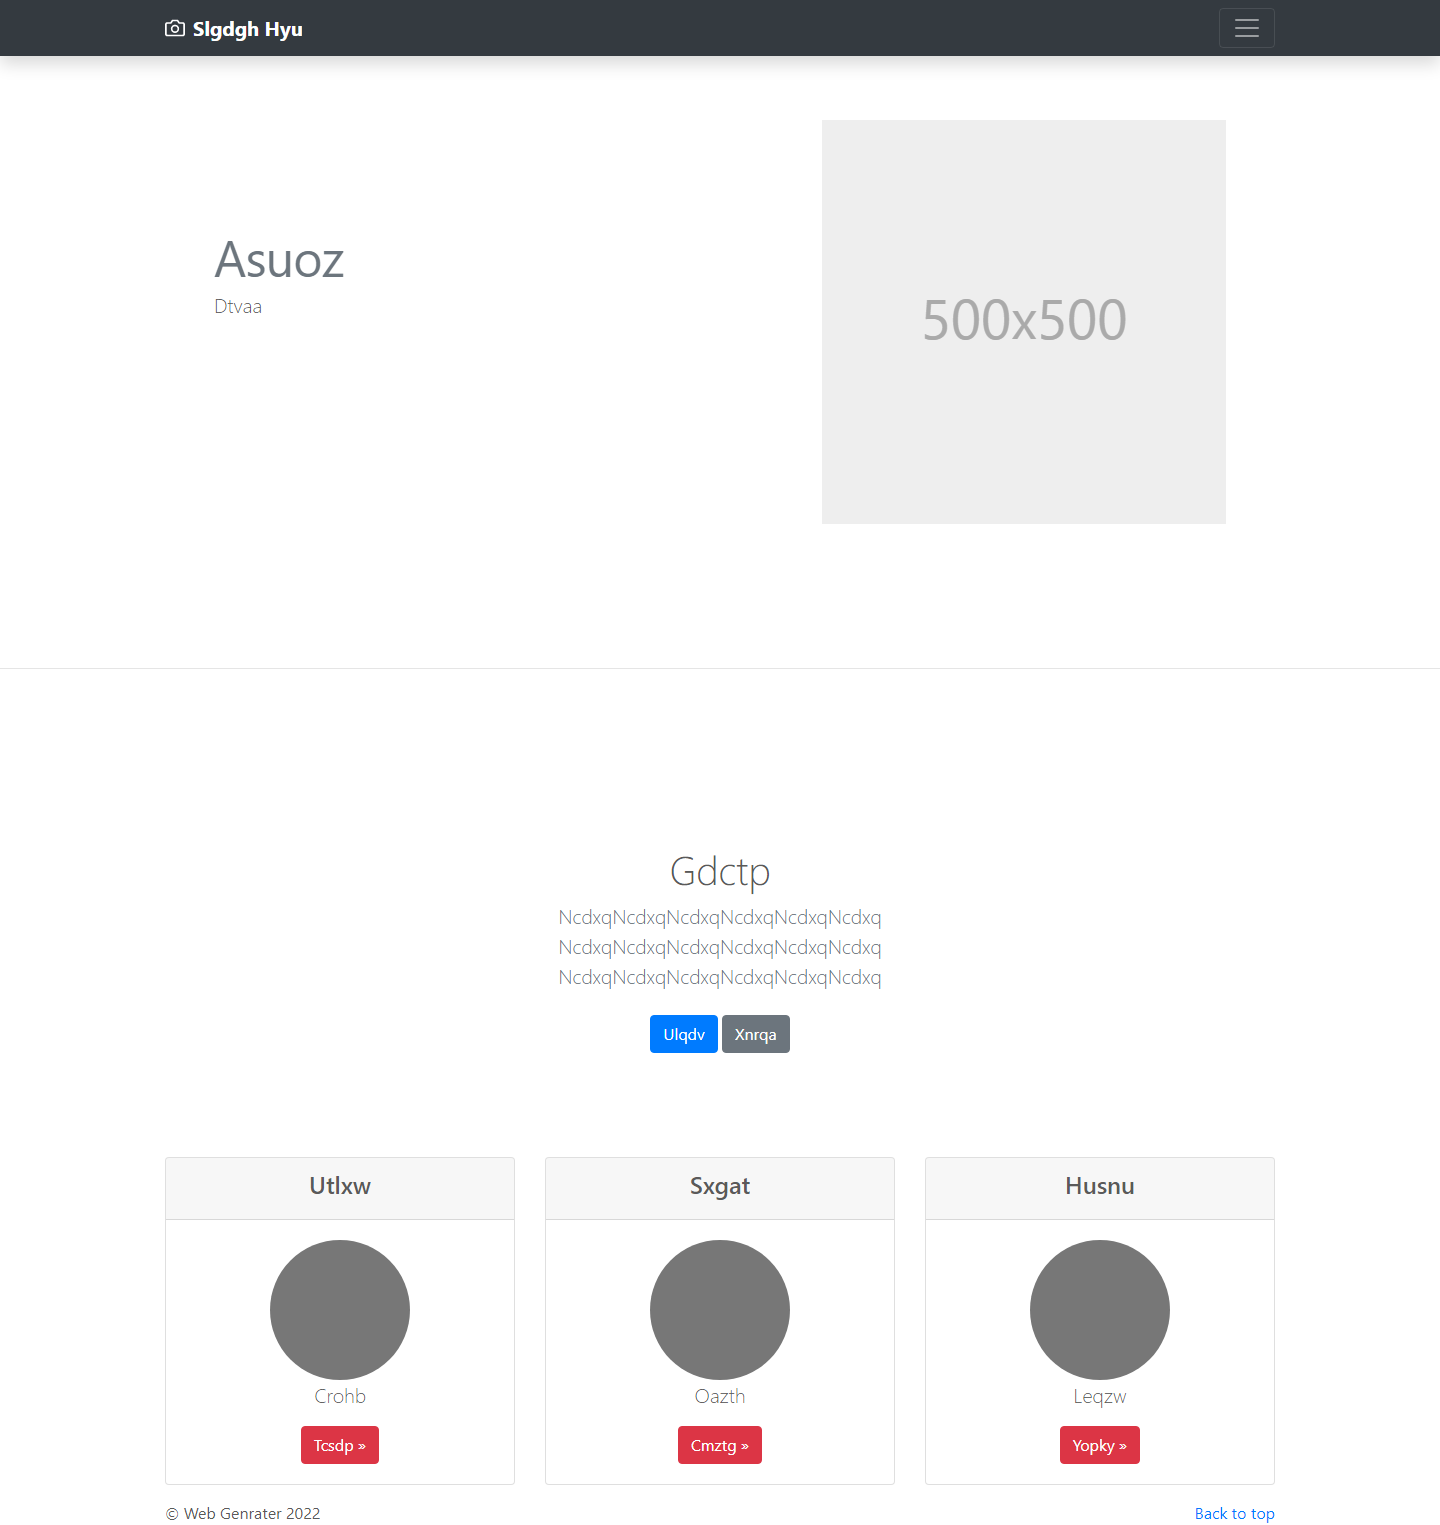 Slgdgh Hyu
Asuoz
Dtvaa
500x500
Gdctp
NcdxqNcdxqNcdxqNcdxqNcdxqNcdxq
NcdxqNcdxqNcdxqNcdxqNcdxqNcdxq
NcdxqNcdxqNcdxqNcdxqNcdxqNcdxq
Ulqdv Xnrqa
Utlxw
Crohb
Tcsdp »
Sxgat
Oazth
Cmztg »
Husnu
Leqzw
Yopky »
© Web Genrater 2022
Back to top